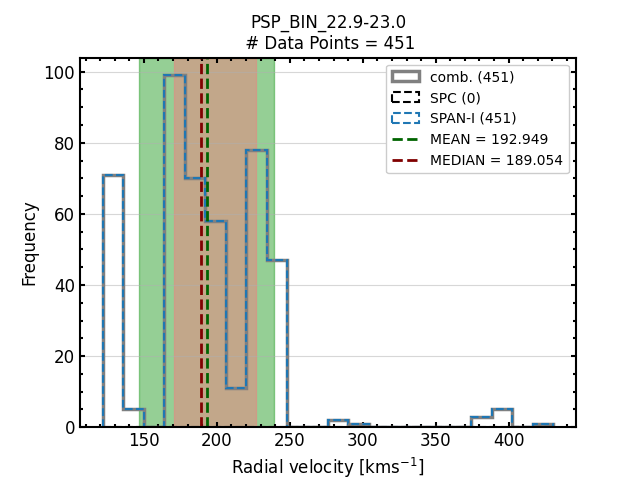 PSP_BIN_22.9-23.0
# Data Points = 451
comb. (451)
SPC (0)
SPAN-I (451)
MEAN = 192.949
MEDIAN = 189.054
100
80
60
40
20
0
Frequency
150 200 250 300 350 400
Radial velocity [kms⁻¹]